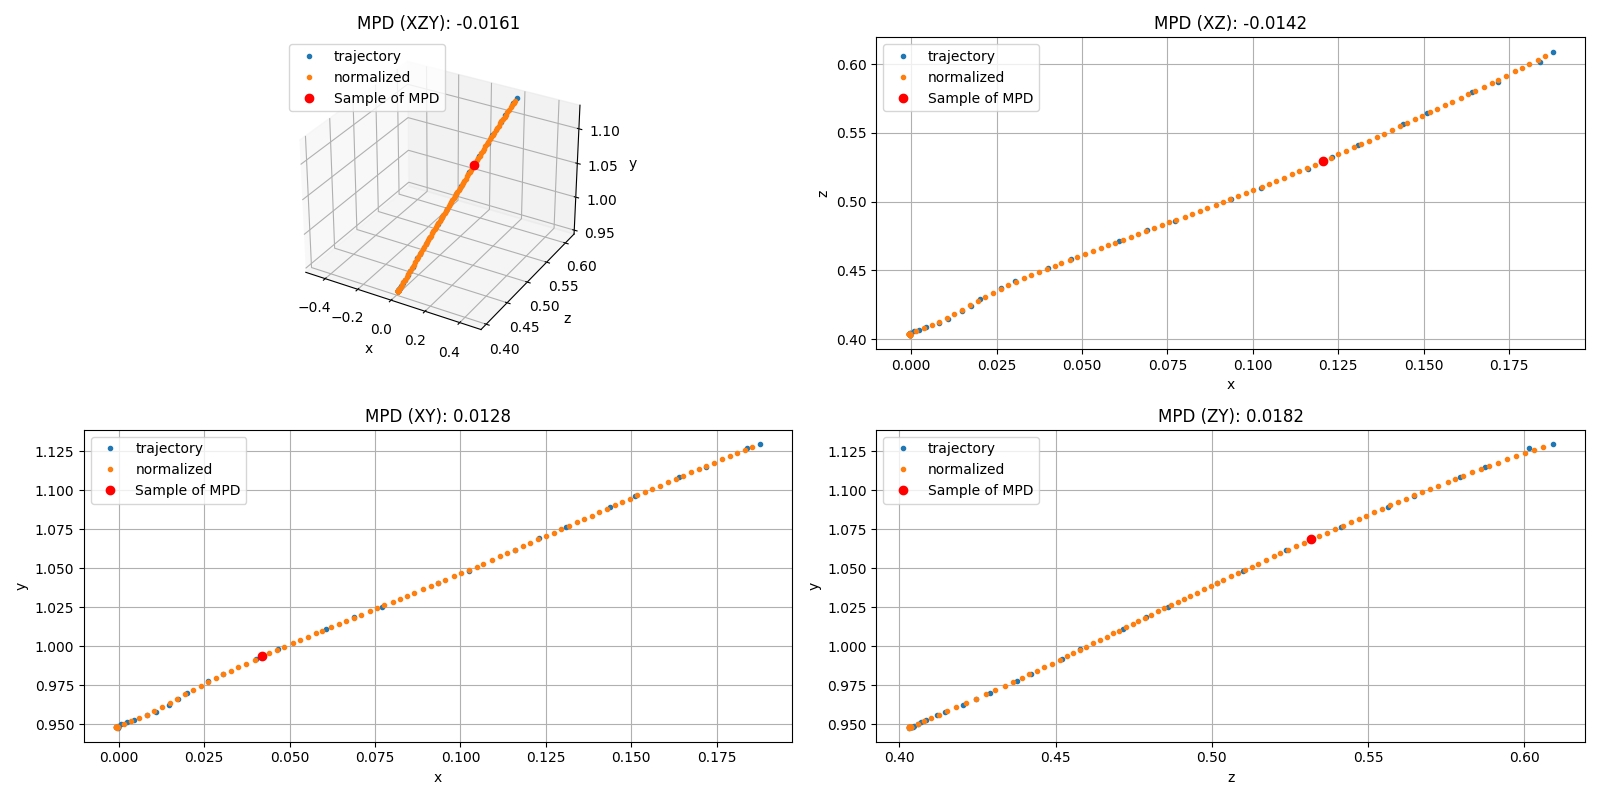 MPD (XZY): -0.0161
trajectory
normalized
Sample of MPD
1.10
1.05
1.00
0.95
y
0.60
0.55
0.50
0.45
0.40
z
−0.4
−0.2
0.0
0.2
0.4
x
MPD (XZ): -0.0142
trajectory
normalized
Sample of MPD
0.60
0.55
0.50
0.45
0.40
z
0.000 0.025 0.050 0.075 0.100 0.125 0.150 0.175
x
MPD (XY): 0.0128
trajectory
normalized
Sample of MPD
1.125
1.100
1.075
1.050
1.025
1.000
0.975
0.950
y
0.000 0.025 0.050 0.075 0.100 0.125 0.150 0.175
x
MPD (ZY): 0.0182
trajectory
normalized
Sample of MPD
1.125
1.100
1.075
1.050
1.025
1.000
0.975
0.950
y
0.40 0.45 0.50 0.55 0.60
z